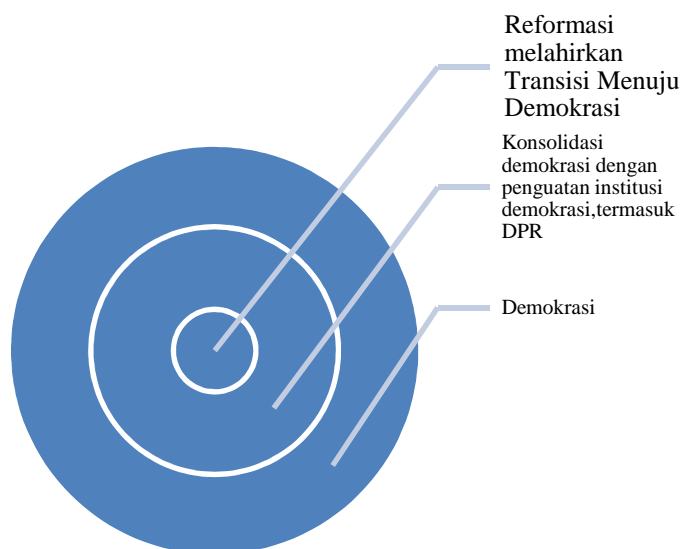 Reformasi
melahirkan
Transisi Menuju
Demokrasi
Konsolidasi
demokrasi dengan
penguatan institusi
demokrasi,termasuk
DPR
Demokrasi